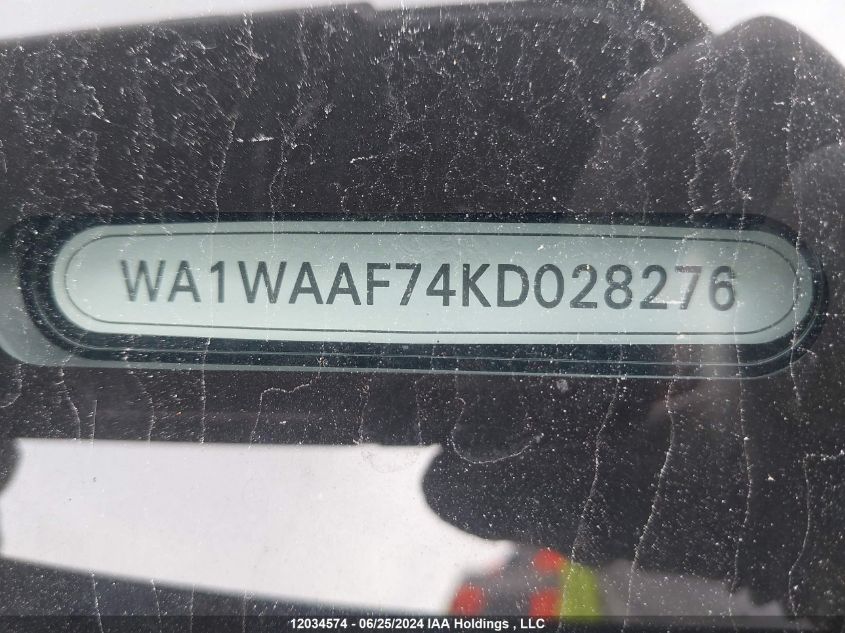 WA1WAAF74KD028276
12034574 - 06/25/2024 IAA Holdings , LLC